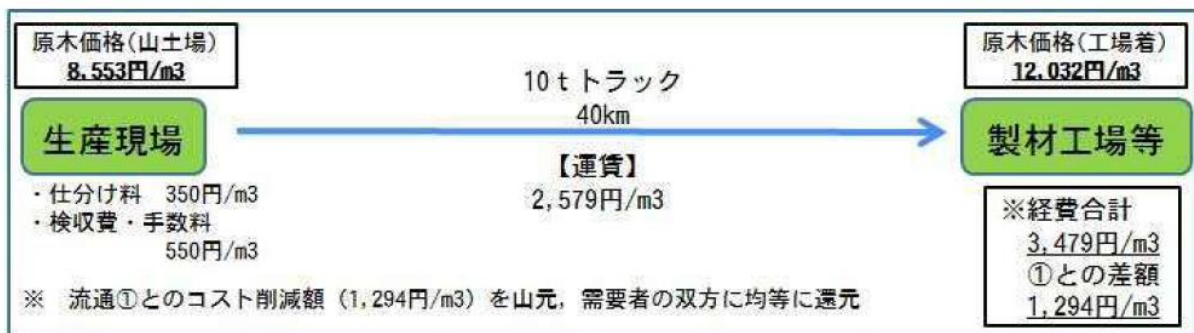 原木価格(山土場)
8,553円/m3
原木価格(工場着)
12,032円/m3
10tトラック
40km
生産現場
製材工場等
【運賃】
2,579円/m3
・仕分け料 350円/m3
・検収費・手数料
550円/m3
※経費合計
3,479円/m3
①との差額
1,294円/m3
※ 流通①とのコスト削減額(1,294円/m3)を山元,需要者の双方に均等に還元